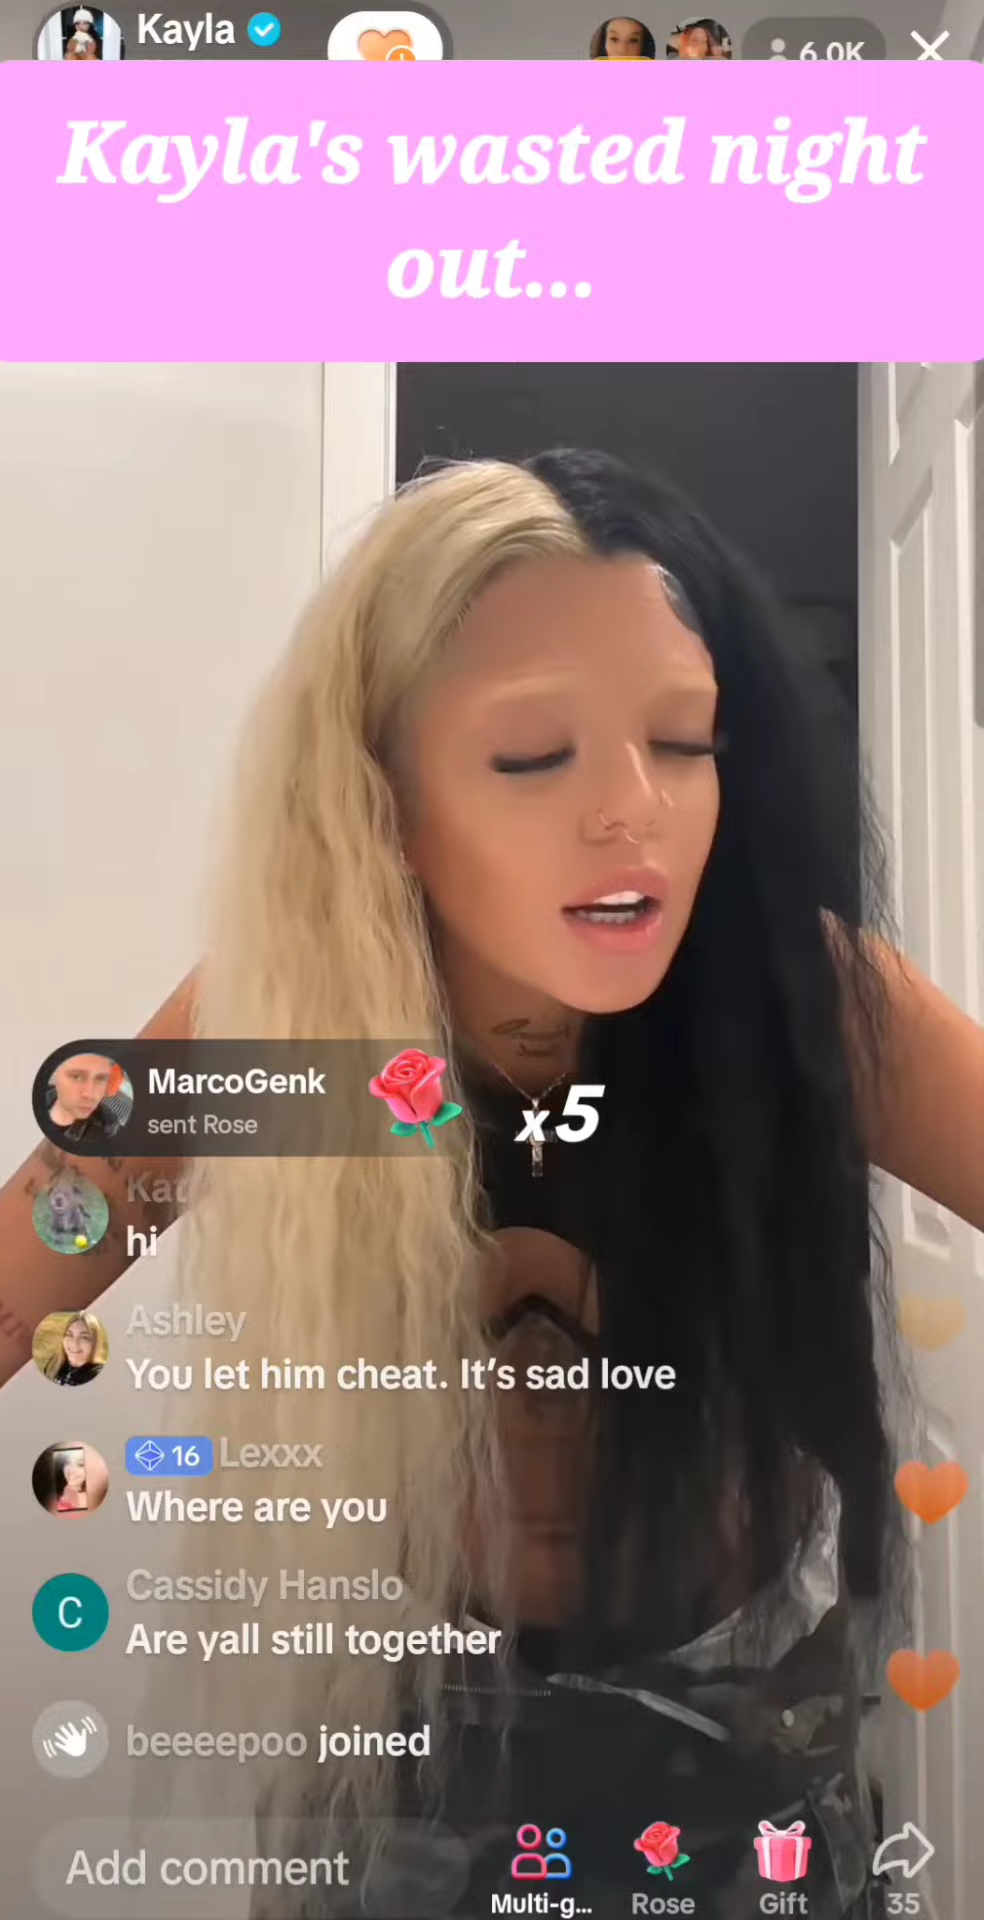 Kayla
6.0K
Kayla's wasted night
out...
MarcoGenk
sent Rose
x5
Kat
hi
Ashley
You let him cheat. It’s sad love
16 Lexxx
Where are you
C
Cassidy Hanslo
Are yall still together
beeeepoo joined
Add comment
Multi-g...
Rose
Gift
35